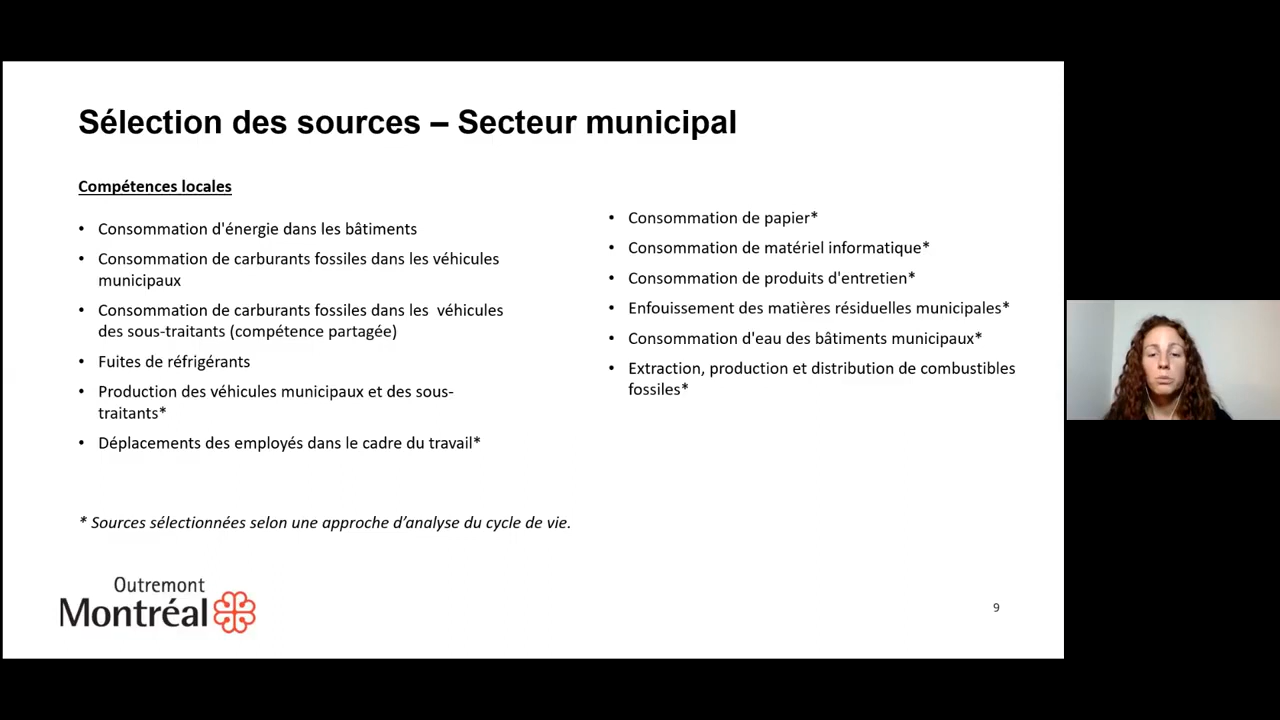 Sélection des sources – Secteur municipal
Compétences locales
• Consommation d'énergie dans les bâtiments
• Consommation de carburants fossiles dans les véhicules
municipaux
• Consommation de carburants fossiles dans les  véhicules
des sous-traitants (compétence partagée)
• Fuites de réfrigérants
• Production des véhicules municipaux et des sous-
traitants*
• Déplacements des employés dans le cadre du travail*
• Consommation de papier*
• Consommation de matériel informatique*
• Consommation de produits d'entretien*
• Enfouissement des matières résiduelles municipales*
• Consommation d'eau des bâtiments municipaux*
• Extraction, production et distribution de combustibles
fossiles*
* Sources sélectionnées selon une approche d’analyse du cycle de vie.
Outremont
Montréal
9